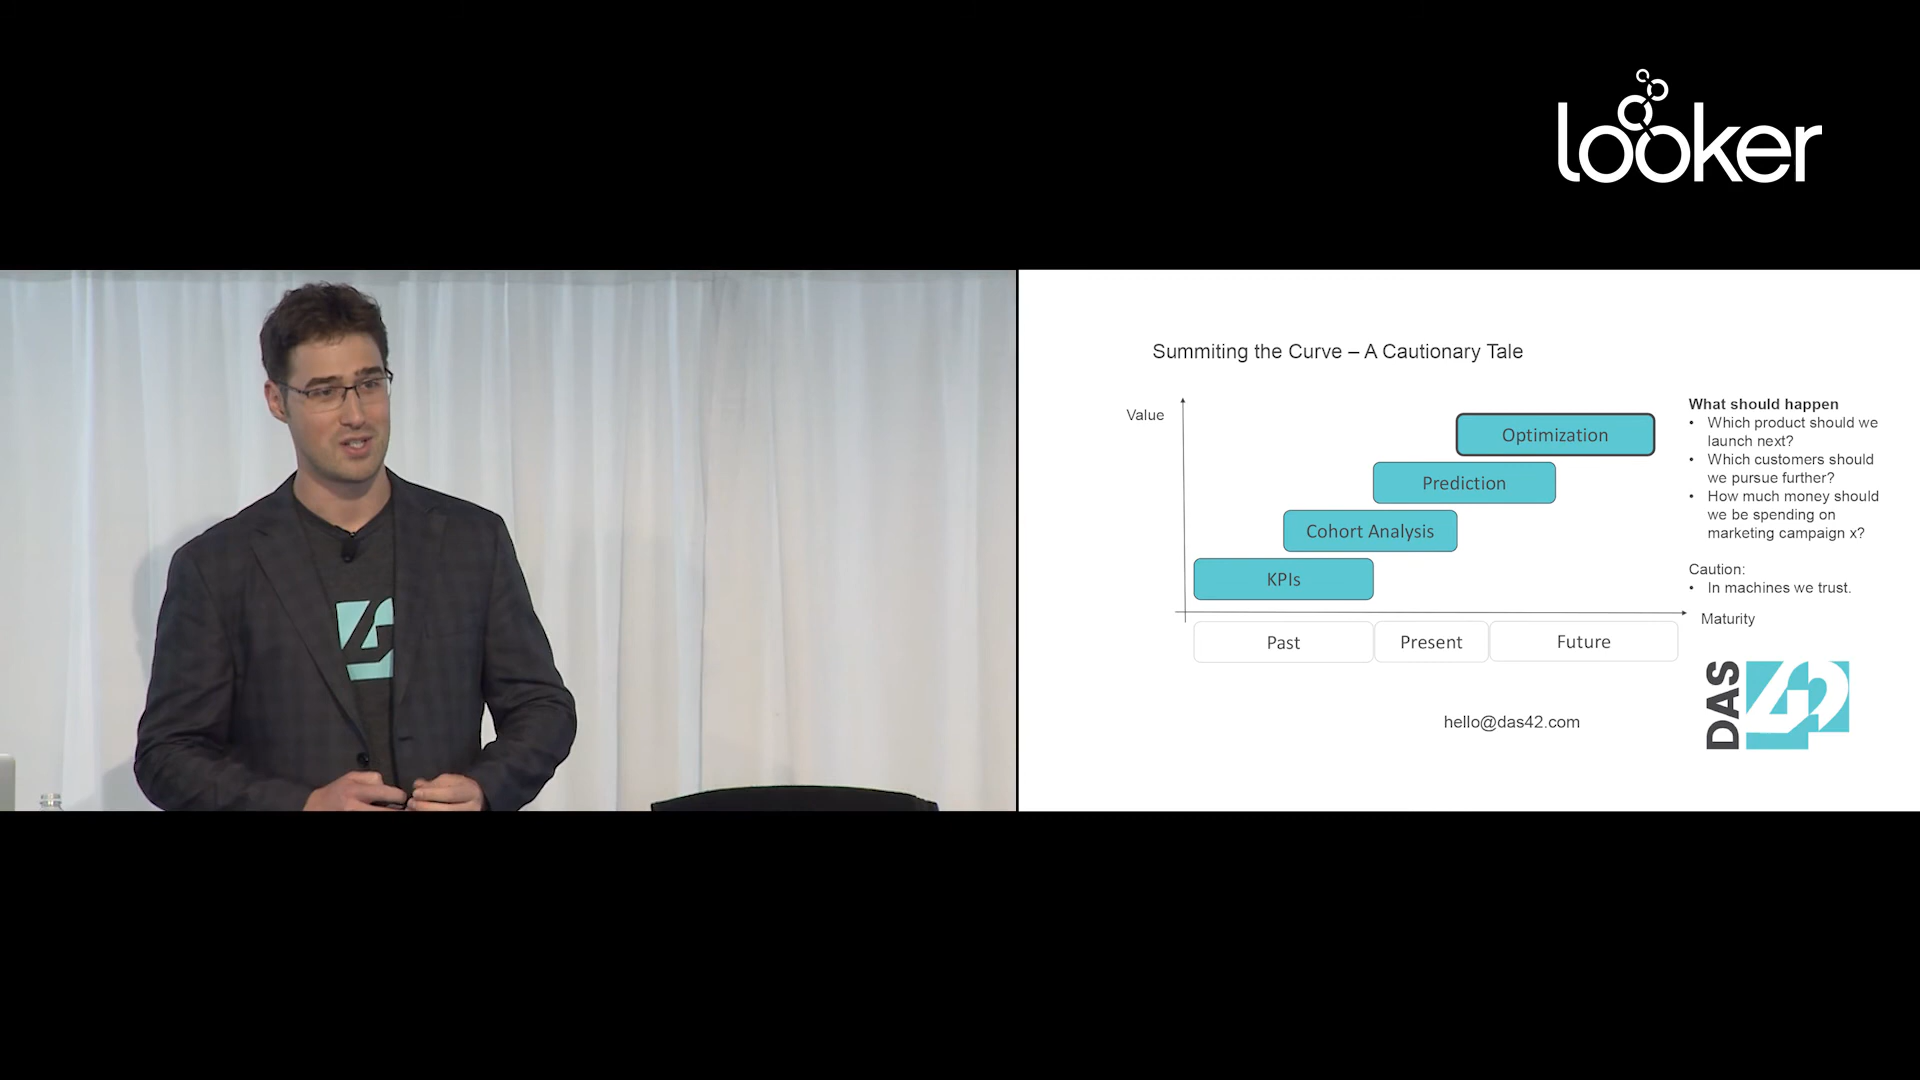 looker
Summiting the Curve – A Cautionary Tale
Value
Optimization
Prediction
Cohort Analysis
KPIs
Past
Present
Future
Maturity
What should happen
• Which product should we
launch next?
• Which customers should
we pursue further?
• How much money should
we be spending on
marketing campaign x?
Caution:
• In machines we trust.
hello@das42.com
DAS
42
42